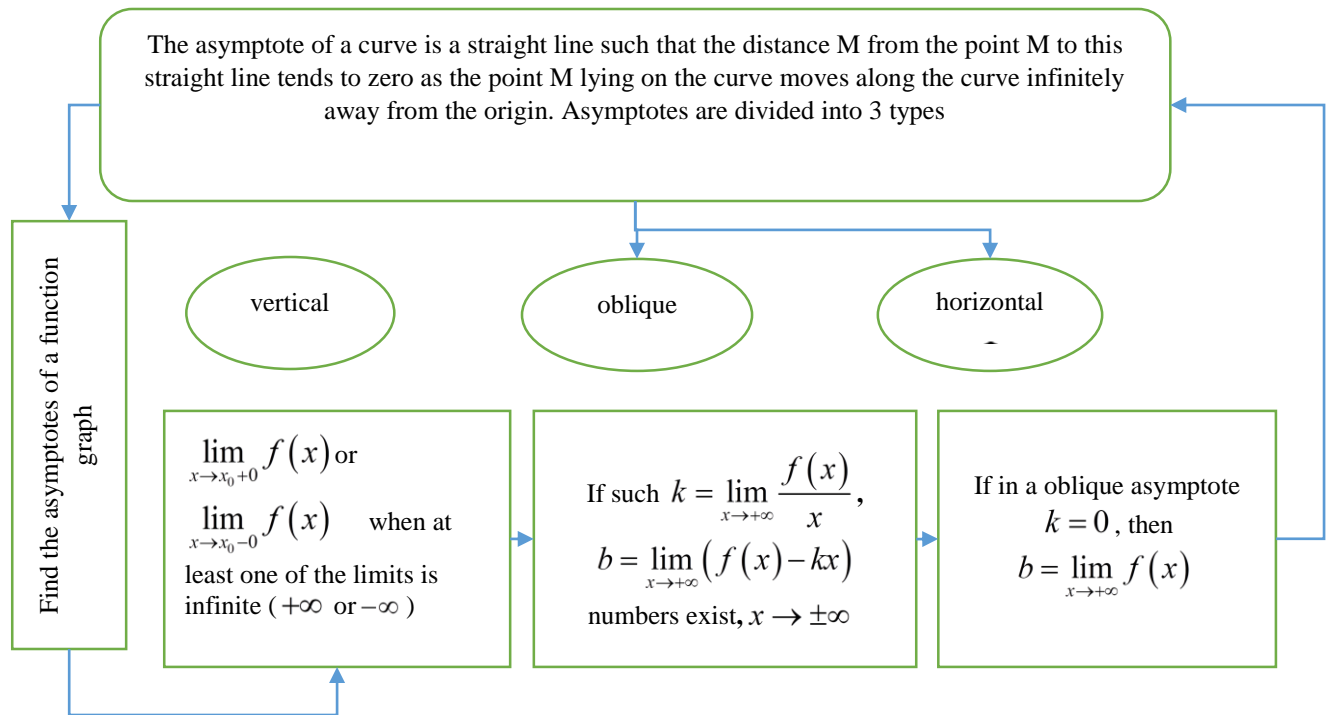 The asymptote of a curve is a straight line such that the distance M from the point M to this
straight line tends to zero as the point M lying on the curve moves along the curve infinitely
away from the origin. Asymptotes are divided into 3 types
Find the asymptotes of a function
graph
vertical
oblique
horizontal
lim_{x→x₀+0} f(x) or
lim_{x→x₀−0} f(x) when at
least one of the limits is
infinite ( +∞ or −∞ )
If such k = lim_{x→+∞} f(x)/x ,
b = lim_{x→+∞} (f(x) − kx)
numbers exist, x → ±∞
If in a oblique asymptote
k = 0 , then
b = lim_{x→+∞} f(x)